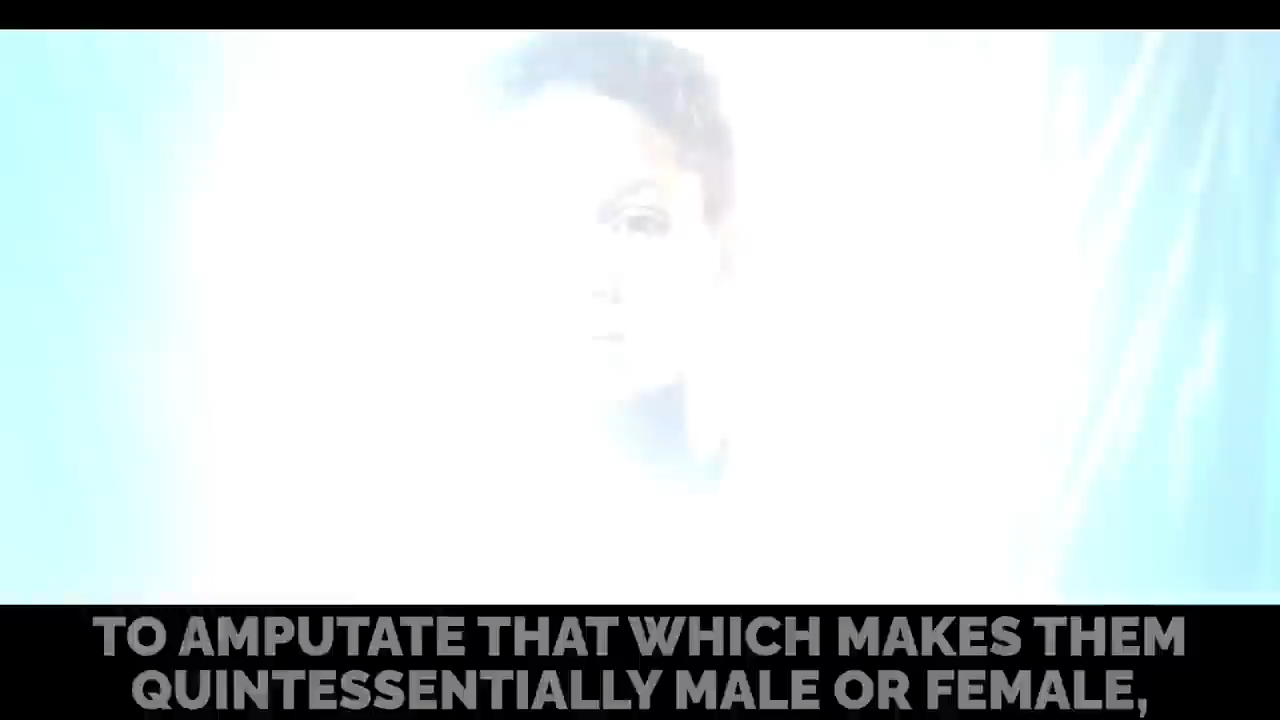 TO AMPUTATE THAT WHICH MAKES THEM
QUINTESSENTIALLY MALE OR FEMALE,